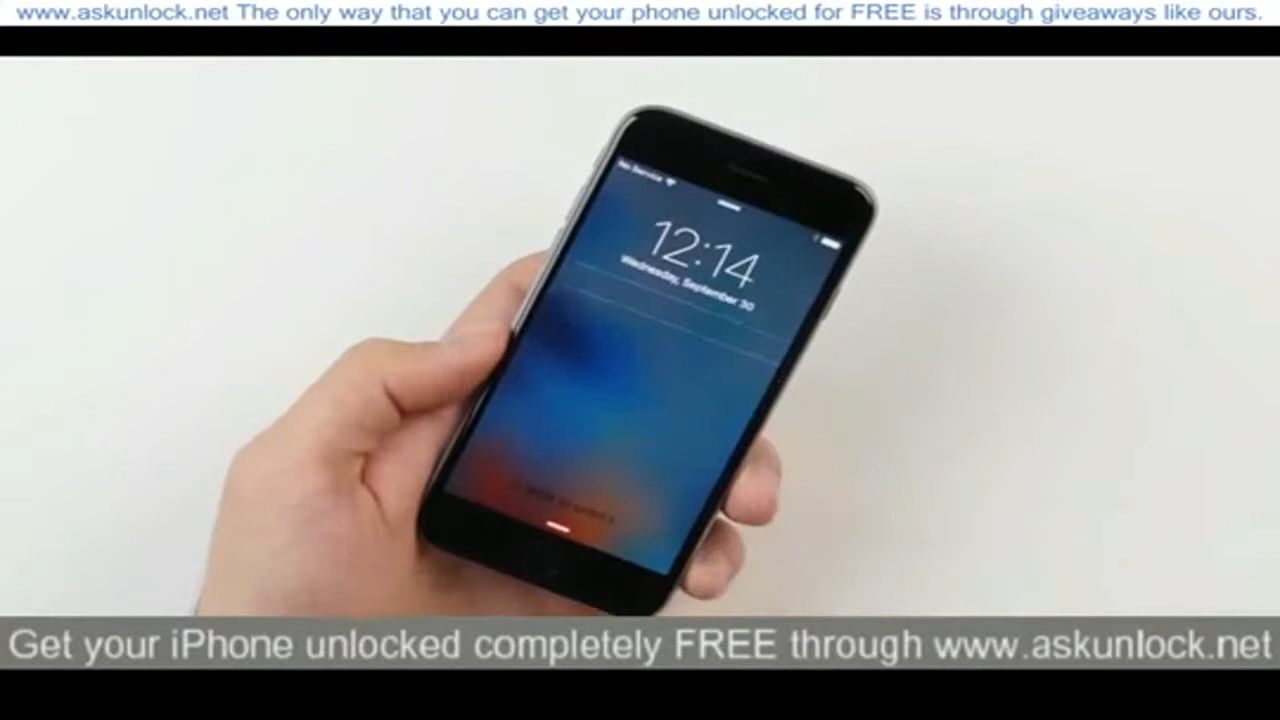 www.askunlock.net The only way that you can get your phone unlocked for FREE is through giveaways like ours.
No Service
12:14
Wednesday, September 30
Get your iPhone unlocked completely FREE through www.askunlock.net